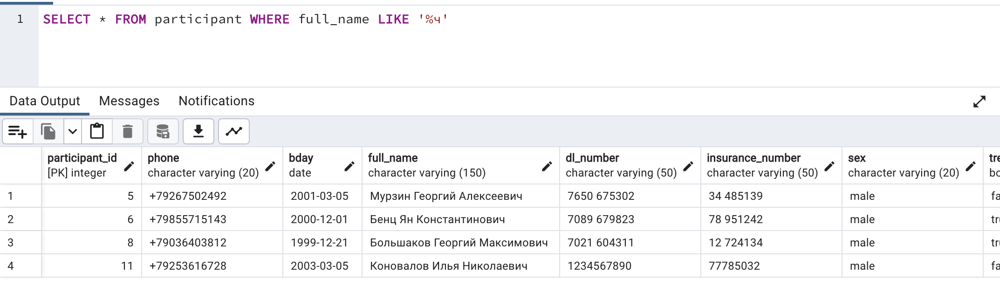 1 SELECT * FROM participant WHERE full_name LIKE '%ч'
Data Output Messages Notifications
participant_id phone bday full_name dl_number insurance_number sex tre
[PK] integer character varying (20) date character varying (150) character varying (50) character varying (50) character varying (20) bo
1 5 +79267502492 2001-03-05 Мурзин Георгий Алексеевич 7650 675302 34 485139 male fa
2 6 +79855715143 2000-12-01 Бенц Ян Константинович 7089 679823 78 951242 male tru
3 8 +79036403812 1999-12-21 Большаков Георгий Максимович 7021 604311 12 724134 male tru
4 11 +79253616728 2003-03-05 Коновалов Илья Николаевич 1234567890 77785032 male fa